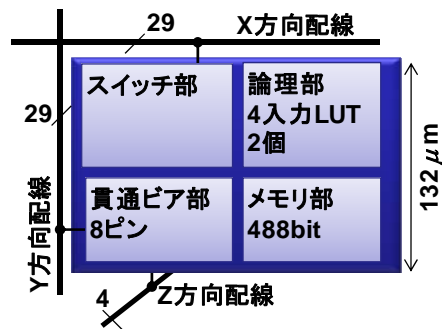 29
X方向配線
スイッチ部
論理部
4入力LUT
2個
29
132μm
貫通ビア部
8ピン
メモリ部
488bit
Y方向配線
Z方向配線
4